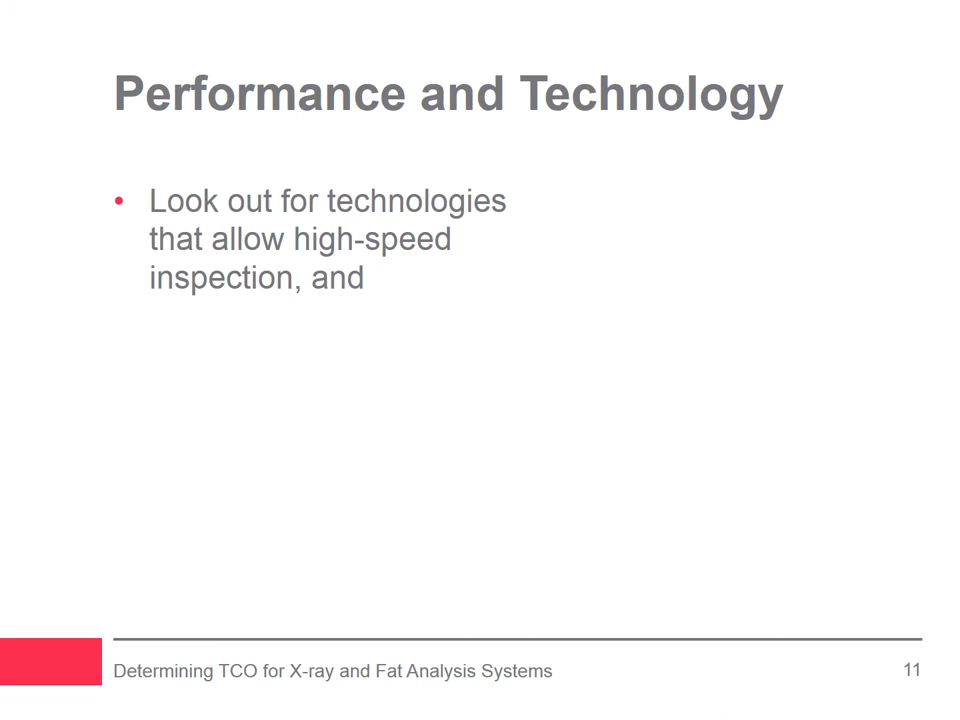 Performance and Technology
• Look out for technologies
that allow high-speed
inspection, and
Determining TCO for X-ray and Fat Analysis Systems
11